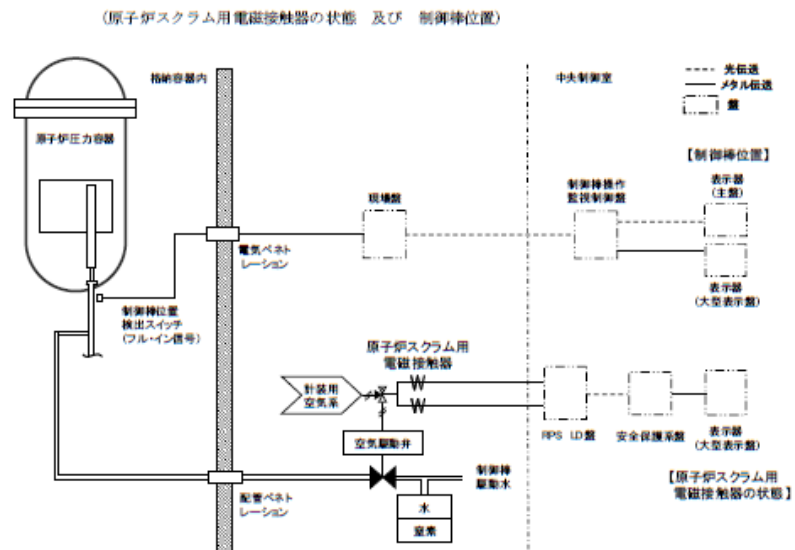 (原子炉スクラム用電磁接触器の状態 及び 制御棒位置)
格納容器内
中央制御室
光伝送
メタル伝送
盤
原子炉圧力容器
【制御棒位置】
現場盤
制御棒操作
監視制御盤
表示器
(主盤)
電気ペネト
レーション
表示器
(大型表示盤)
制御棒位置
検出スイッチ
(フル・イン信号)
原子炉スクラム用
電磁接触器
計装用
空気系
RPS LD盤
安全保護系盤
表示器
(大型表示盤)
空気駆動弁
制御棒
駆動水
【原子炉スクラム用
電磁接触器の状態】
配管ペネト
レーション
水
窒素